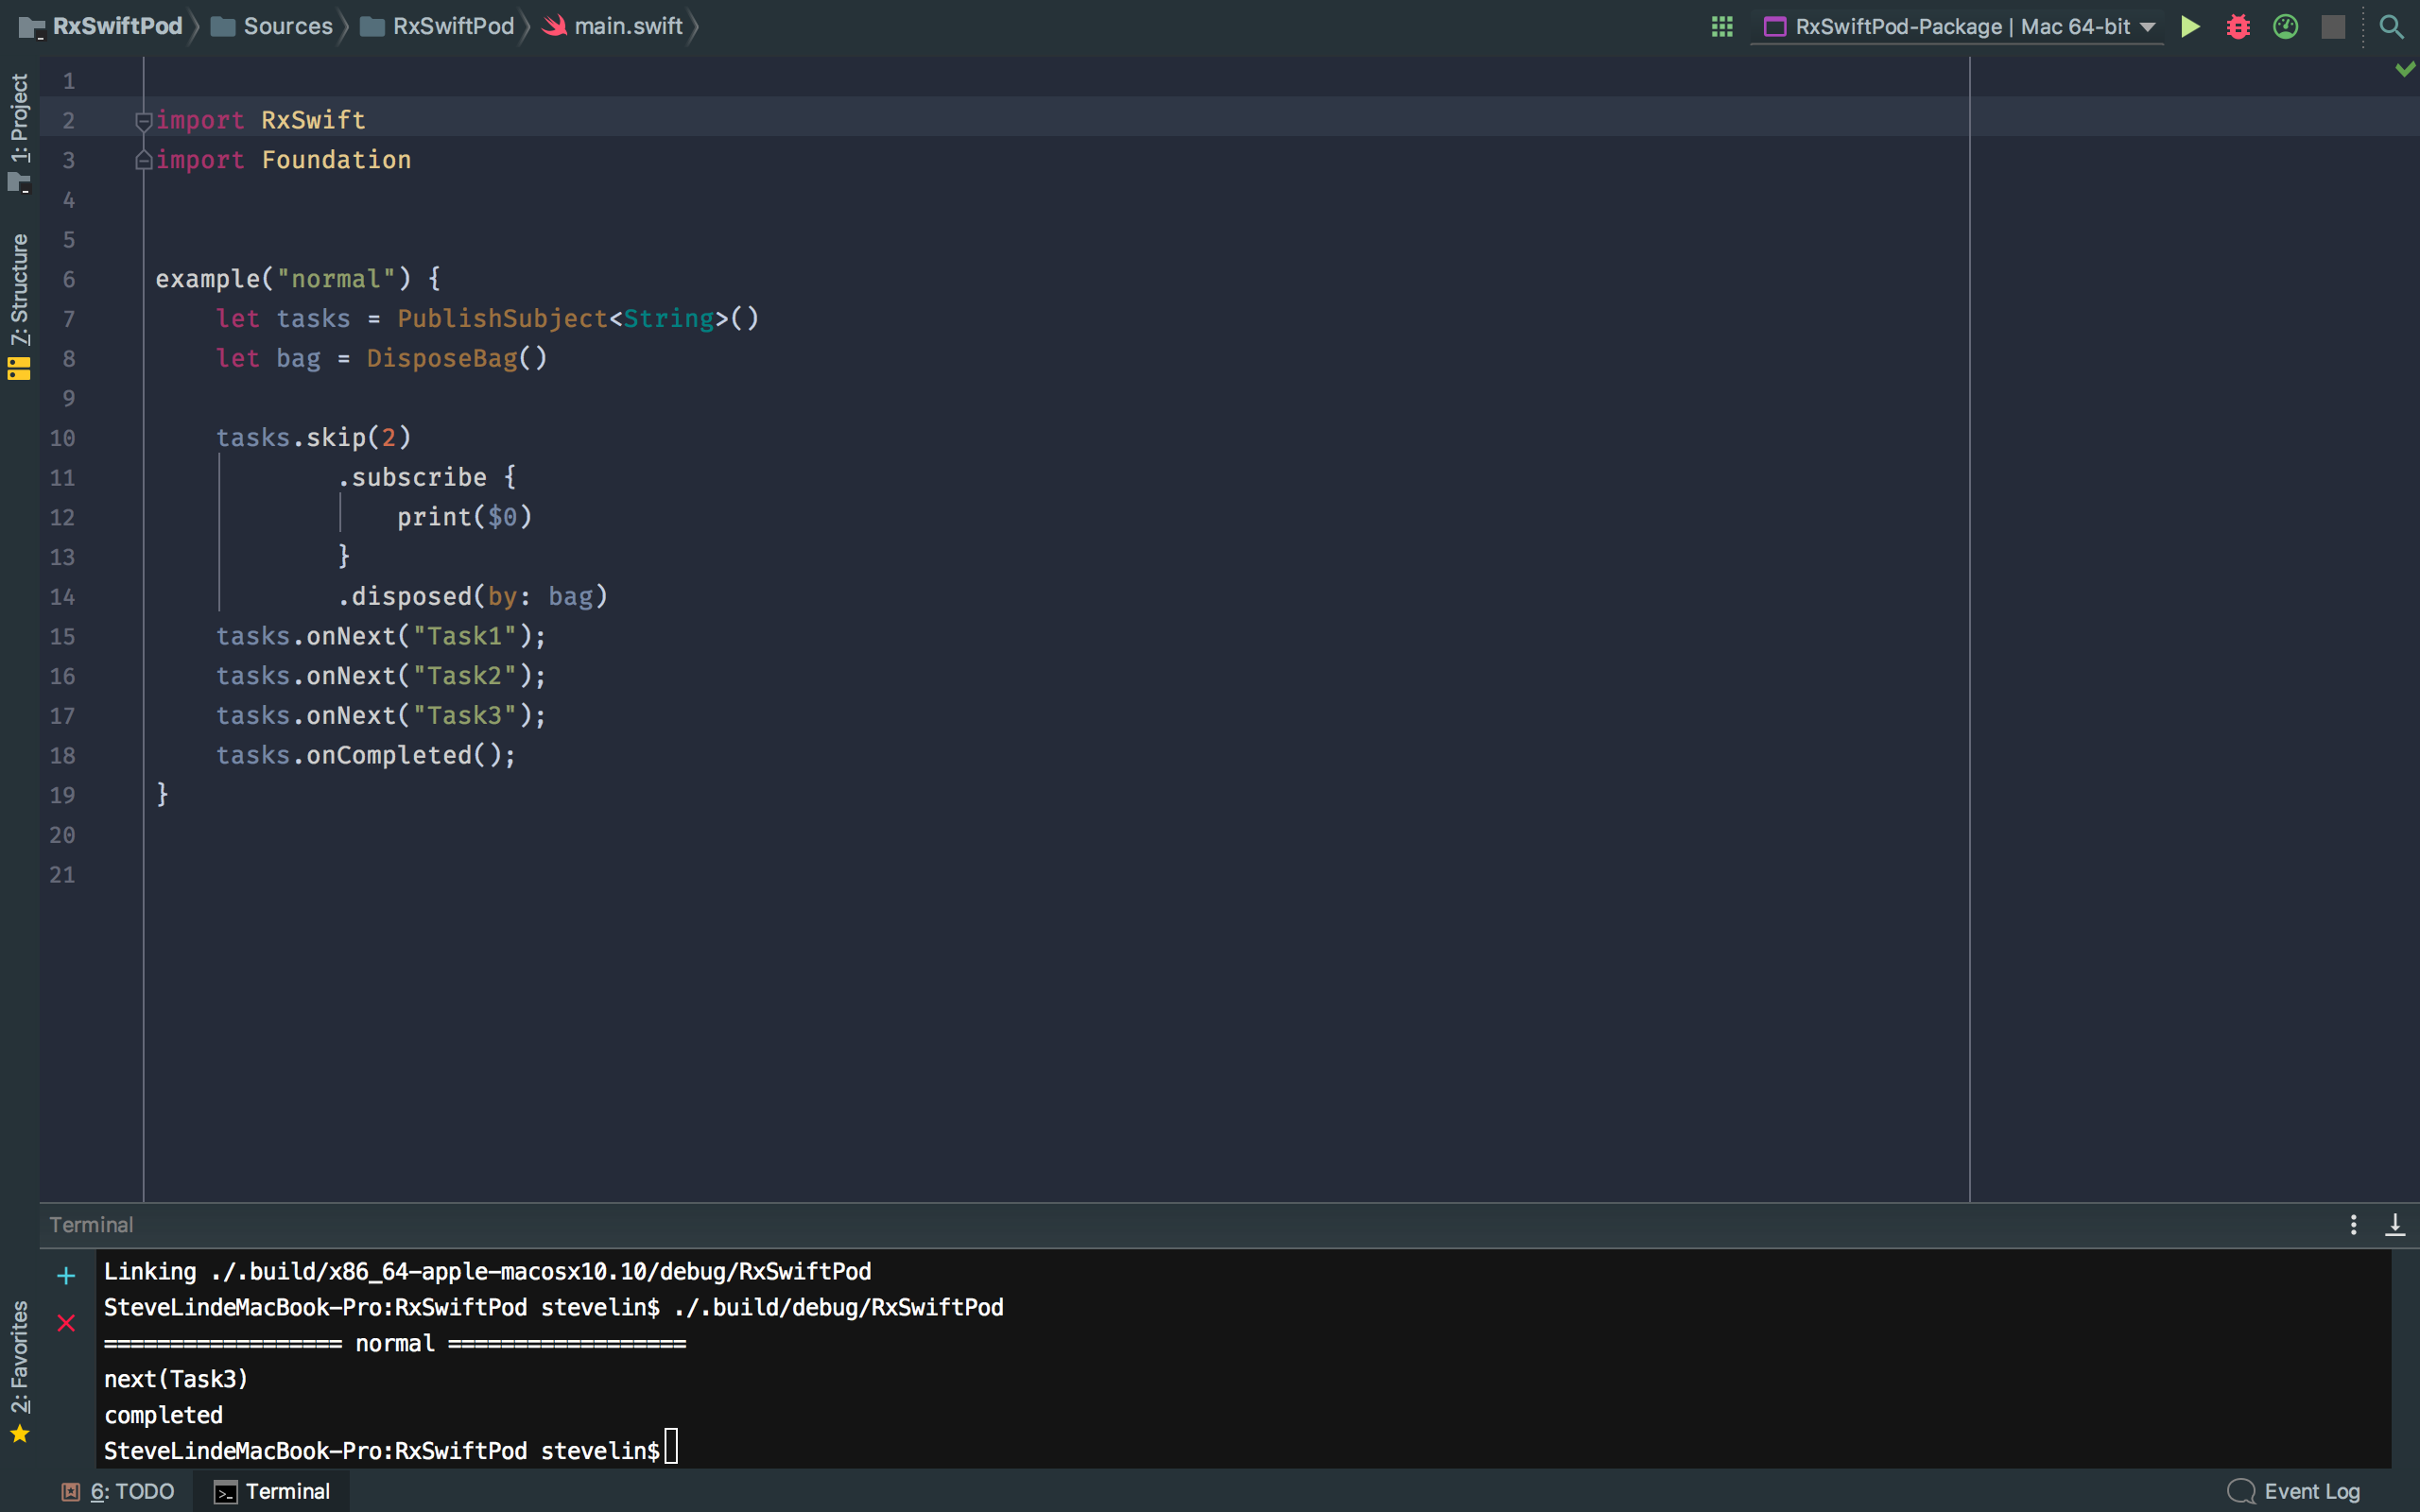 RxSwiftPod Sources RxSwiftPod main.swift RxSwiftPod-Package | Mac 64-bit
1: Project
7: Structure
2: Favorites
1
2 import RxSwift
3 import Foundation
4
5
6 example("normal") {
7 let tasks = PublishSubject<String>()
8 let bag = DisposeBag()
9
10 tasks.skip(2)
11 .subscribe {
12 print($0)
13 }
14 .disposed(by: bag)
15 tasks.onNext("Task1");
16 tasks.onNext("Task2");
17 tasks.onNext("Task3");
18 tasks.onCompleted();
19 }
20
21
Terminal
Linking ./.build/x86_64-apple-macosx10.10/debug/RxSwiftPod
SteveLindeMacBook-Pro:RxSwiftPod stevelin$ ./.build/debug/RxSwiftPod
================== normal ==================
next(Task3)
completed
SteveLindeMacBook-Pro:RxSwiftPod stevelin$
6: TODO Terminal Event Log